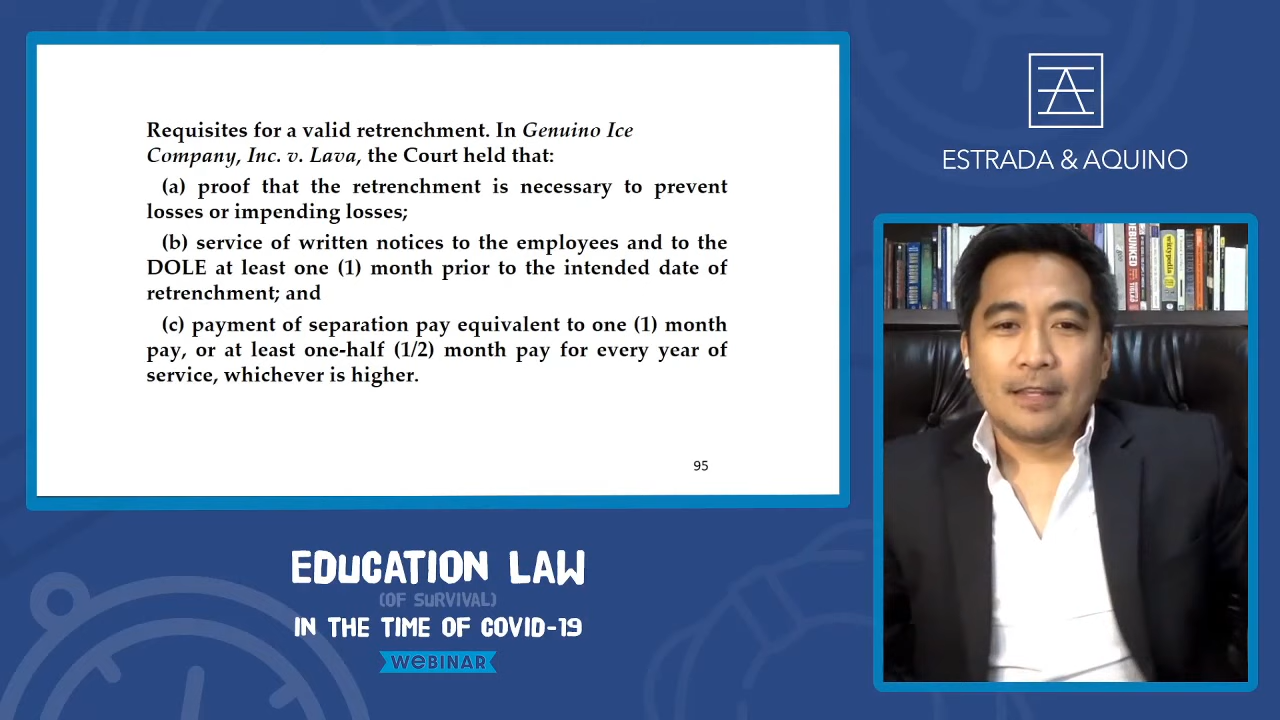 Requisites for a valid retrenchment. In Genuino Ice
Company, Inc. v. Lava, the Court held that:
(a) proof that the retrenchment is necessary to prevent
losses or impending losses;
(b) service of written notices to the employees and to the
DOLE at least one (1) month prior to the intended date of
retrenchment; and
(c) payment of separation pay equivalent to one (1) month
pay, or at least one-half (1/2) month pay for every year of
service, whichever is higher.
95
ESTRADA & AQUINO
EDuCATION LAW
(OF SuRVIVAL)
IN THE TIME OF COVID-19
WeBINAR